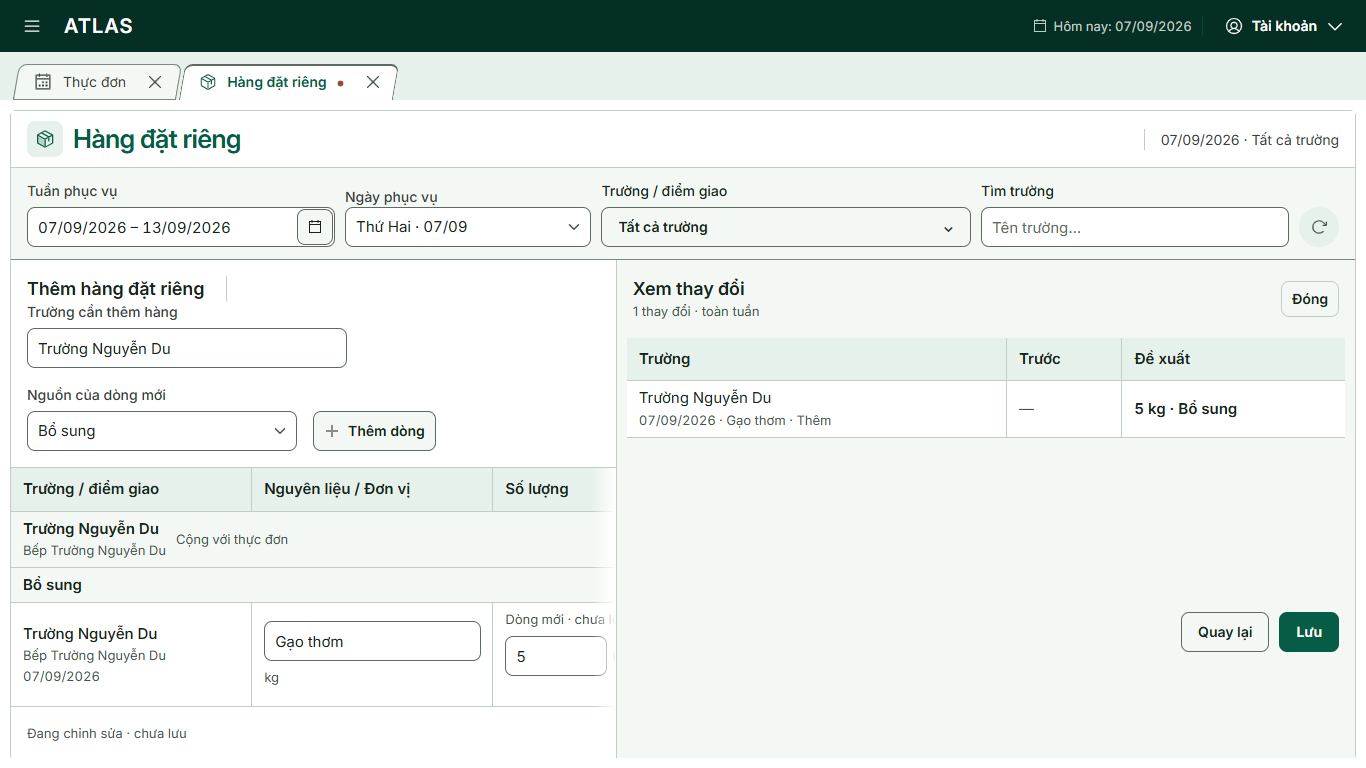 ATLAS
Hôm nay: 07/09/2026
Tài khoản
Thực đơn
Hàng đặt riêng
Hàng đặt riêng
07/09/2026 · Tất cả trường
Tuần phục vụ
07/09/2026 – 13/09/2026
Ngày phục vụ
Thứ Hai · 07/09
Trường / điểm giao
Tất cả trường
Tìm trường
Tên trường...
Thêm hàng đặt riêng
Trường cần thêm hàng
Trường Nguyễn Du
Nguồn của dòng mới
Bổ sung
Thêm dòng
Trường / điểm giao
Nguyên liệu / Đơn vị
Số lượng
Trường Nguyễn Du
Bếp Trường Nguyễn Du
Cộng với thực đơn
Bổ sung
Trường Nguyễn Du
Bếp Trường Nguyễn Du
07/09/2026
Gạo thơm
kg
Dòng mới · chưa
5
Đang chỉnh sửa · chưa lưu
Xem thay đổi
1 thay đổi · toàn tuần
Đóng
Trường
Trước
Đề xuất
Trường Nguyễn Du
07/09/2026 · Gạo thơm · Thêm
—
5 kg · Bổ sung
Quay lại
Lưu